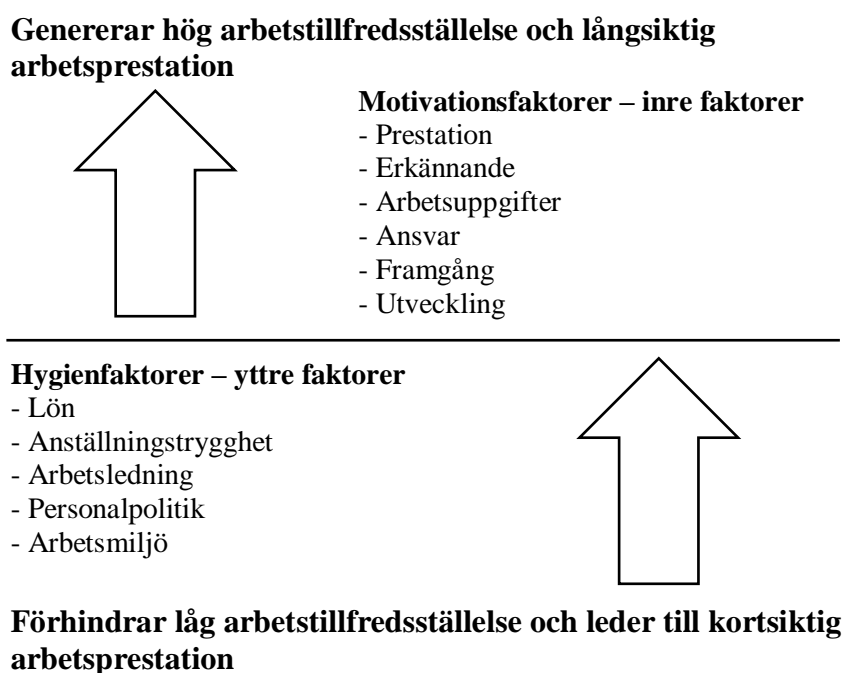 Genererar hög arbetstillfredsställelse och långsiktig
arbetsprestation
Motivationsfaktorer – inre faktorer
- Prestation
- Erkännande
- Arbetsuppgifter
- Ansvar
- Framgång
- Utveckling
Hygienfaktorer – yttre faktorer
- Lön
- Anställningstrygghet
- Arbetsledning
- Personalpolitik
- Arbetsmiljö
Förhindrar låg arbetstillfredsställelse och leder till kortsiktig
arbetsprestation